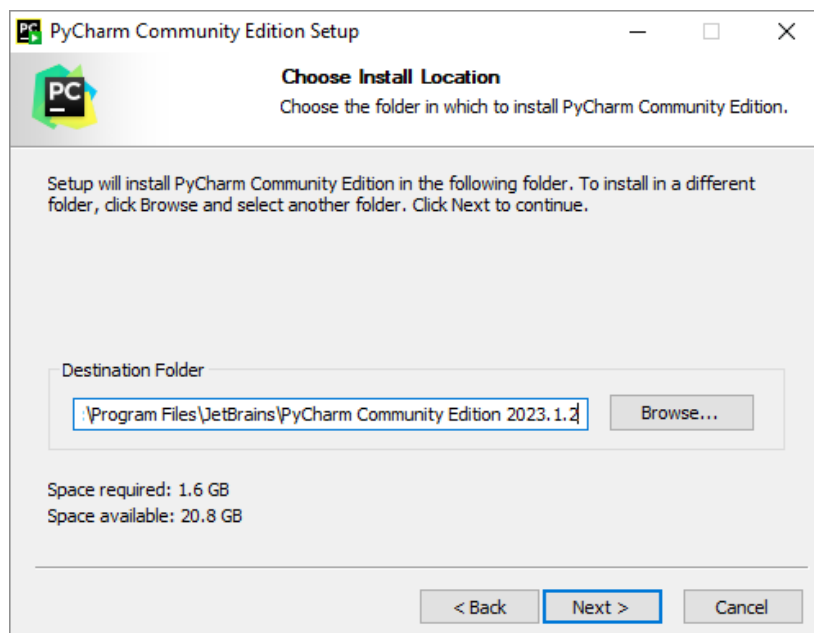 PyCharm Community Edition Setup
PC
Choose Install Location
Choose the folder in which to install PyCharm Community Edition.
Setup will install PyCharm Community Edition in the following folder. To install in a different
folder, click Browse and select another folder. Click Next to continue.
Destination Folder
:\Program Files\JetBrains\PyCharm Community Edition 2023.1.2
Browse...
Space required: 1.6 GB
Space available: 20.8 GB
< Back
Next >
Cancel